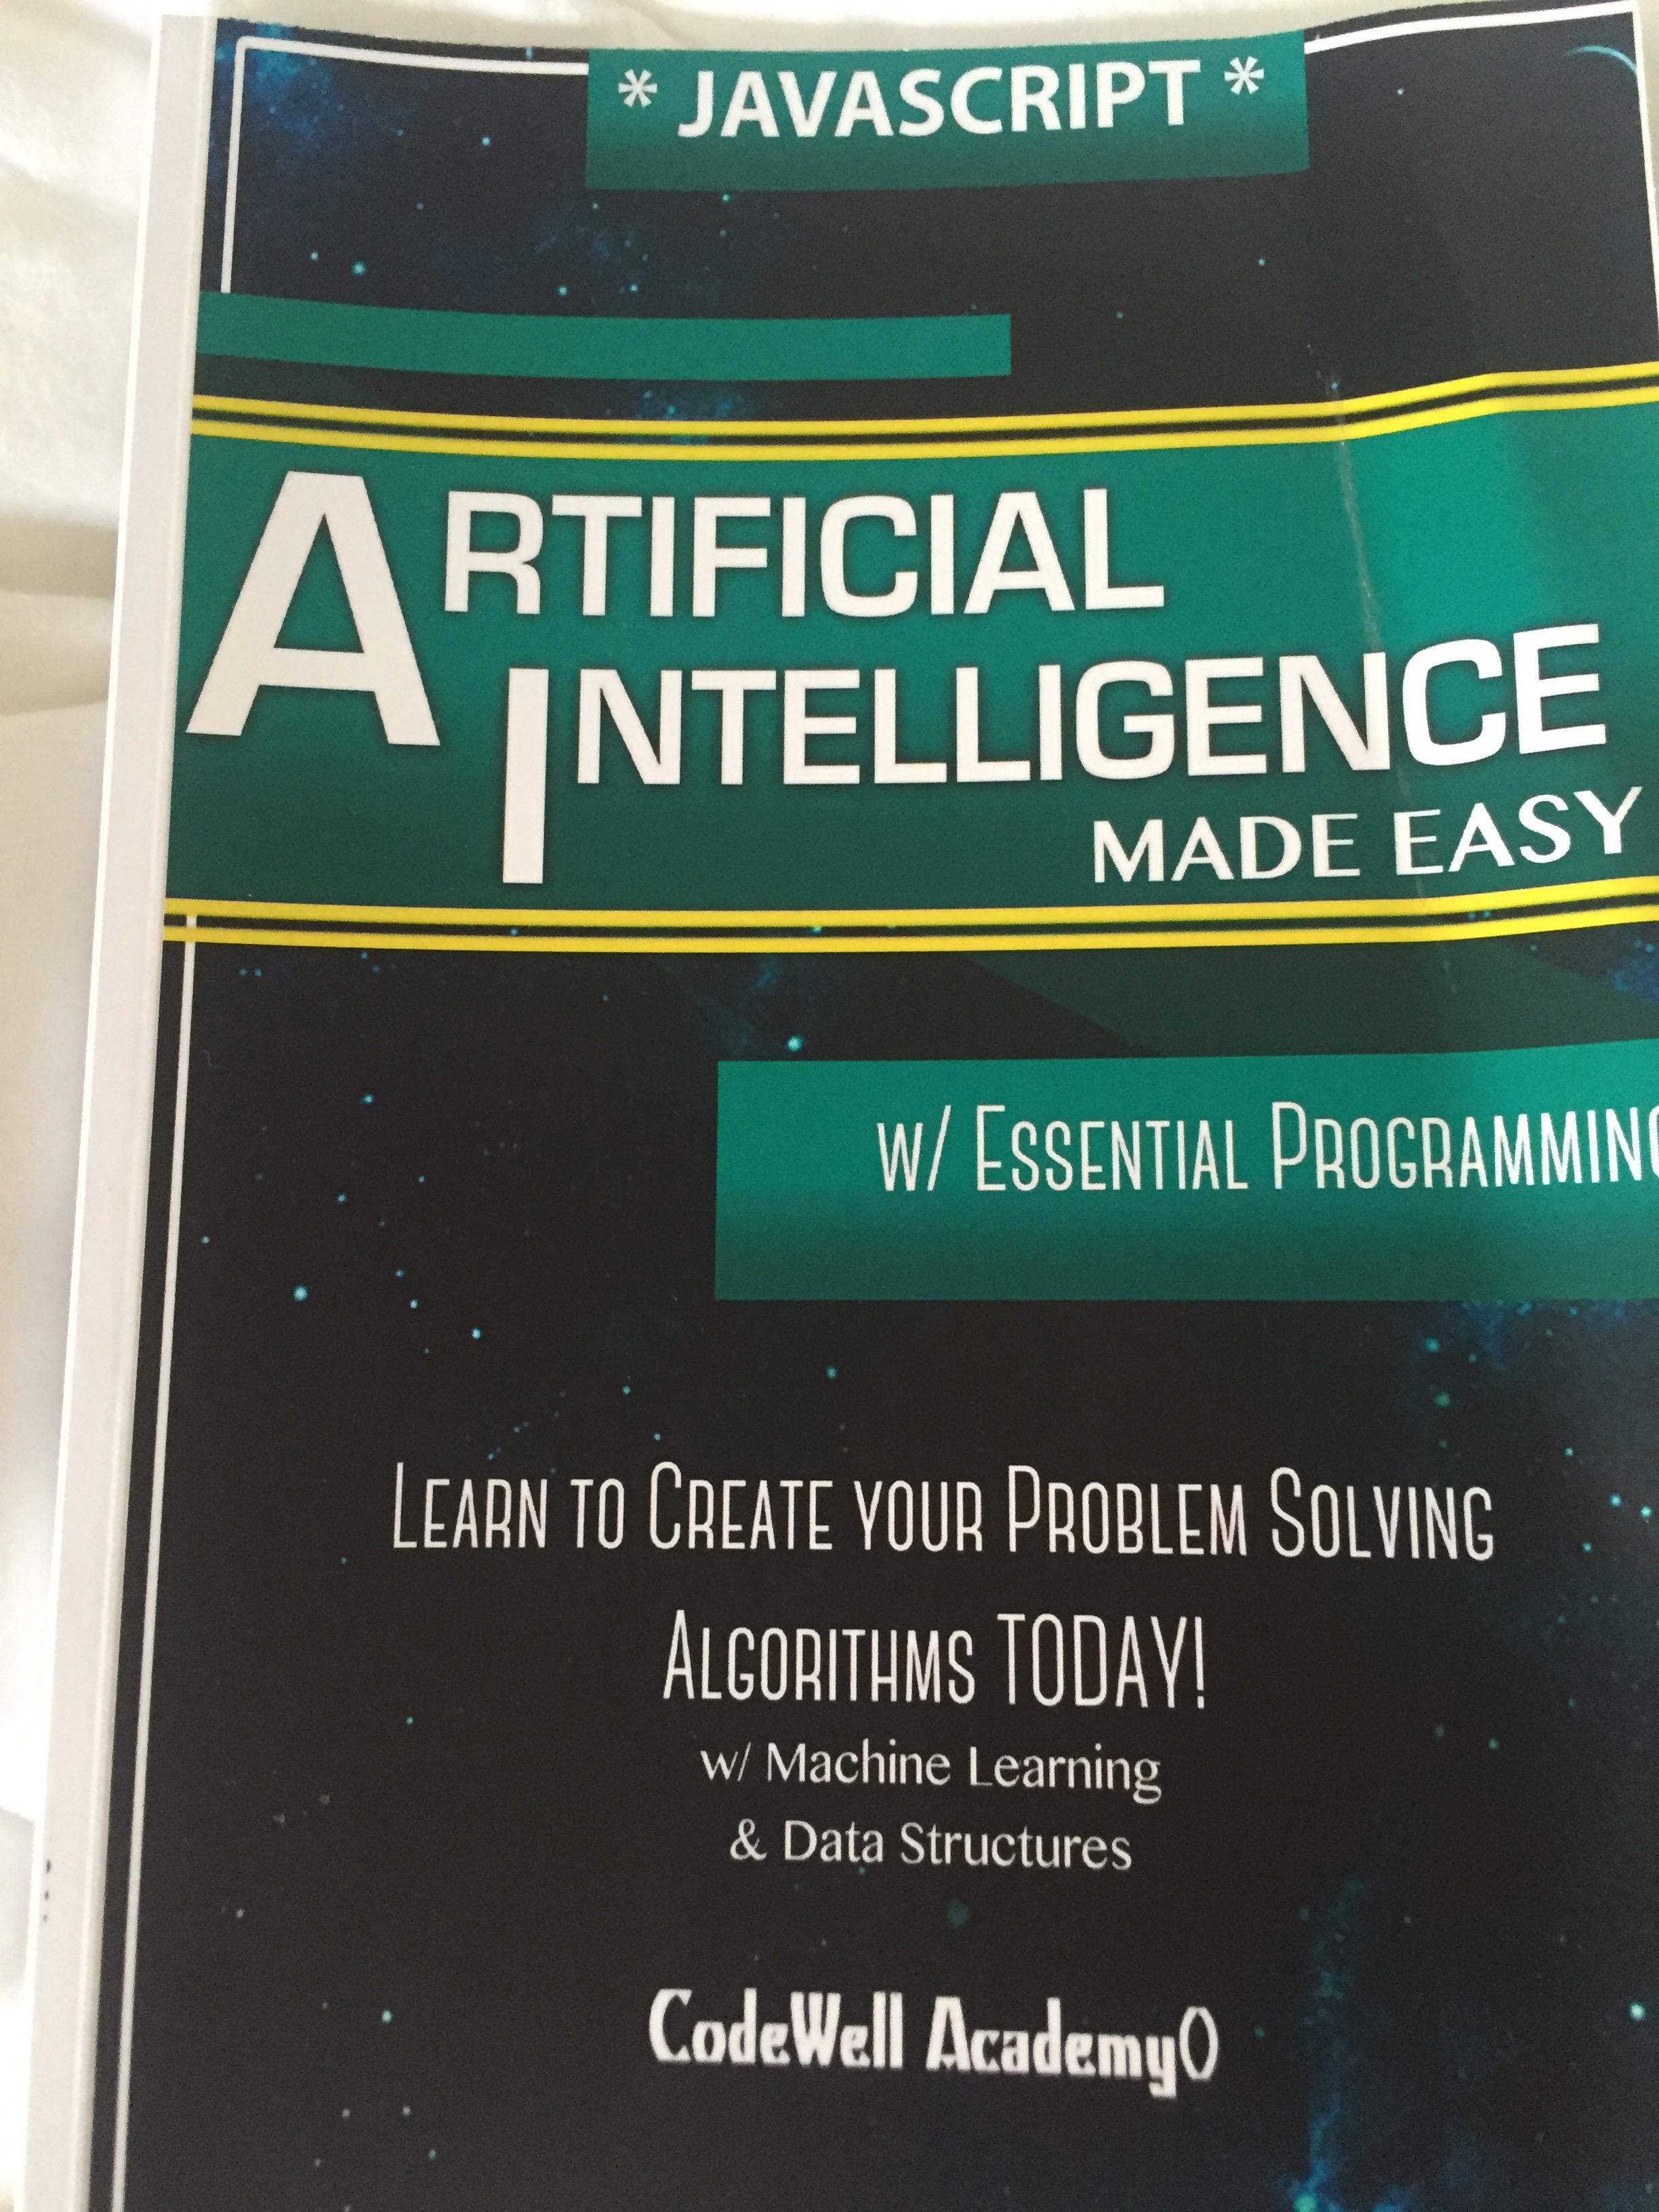 * JAVASCRIPT *
ARTIFICIAL
INTELLIGENCE
MADE EASY
W/ ESSENTIAL PROGRAMMING
LEARN TO CREATE YOUR PROBLEM SOLVING
ALGORITHMS TODAY!
w/ Machine Learning
& Data Structures
CodeWell Academy()